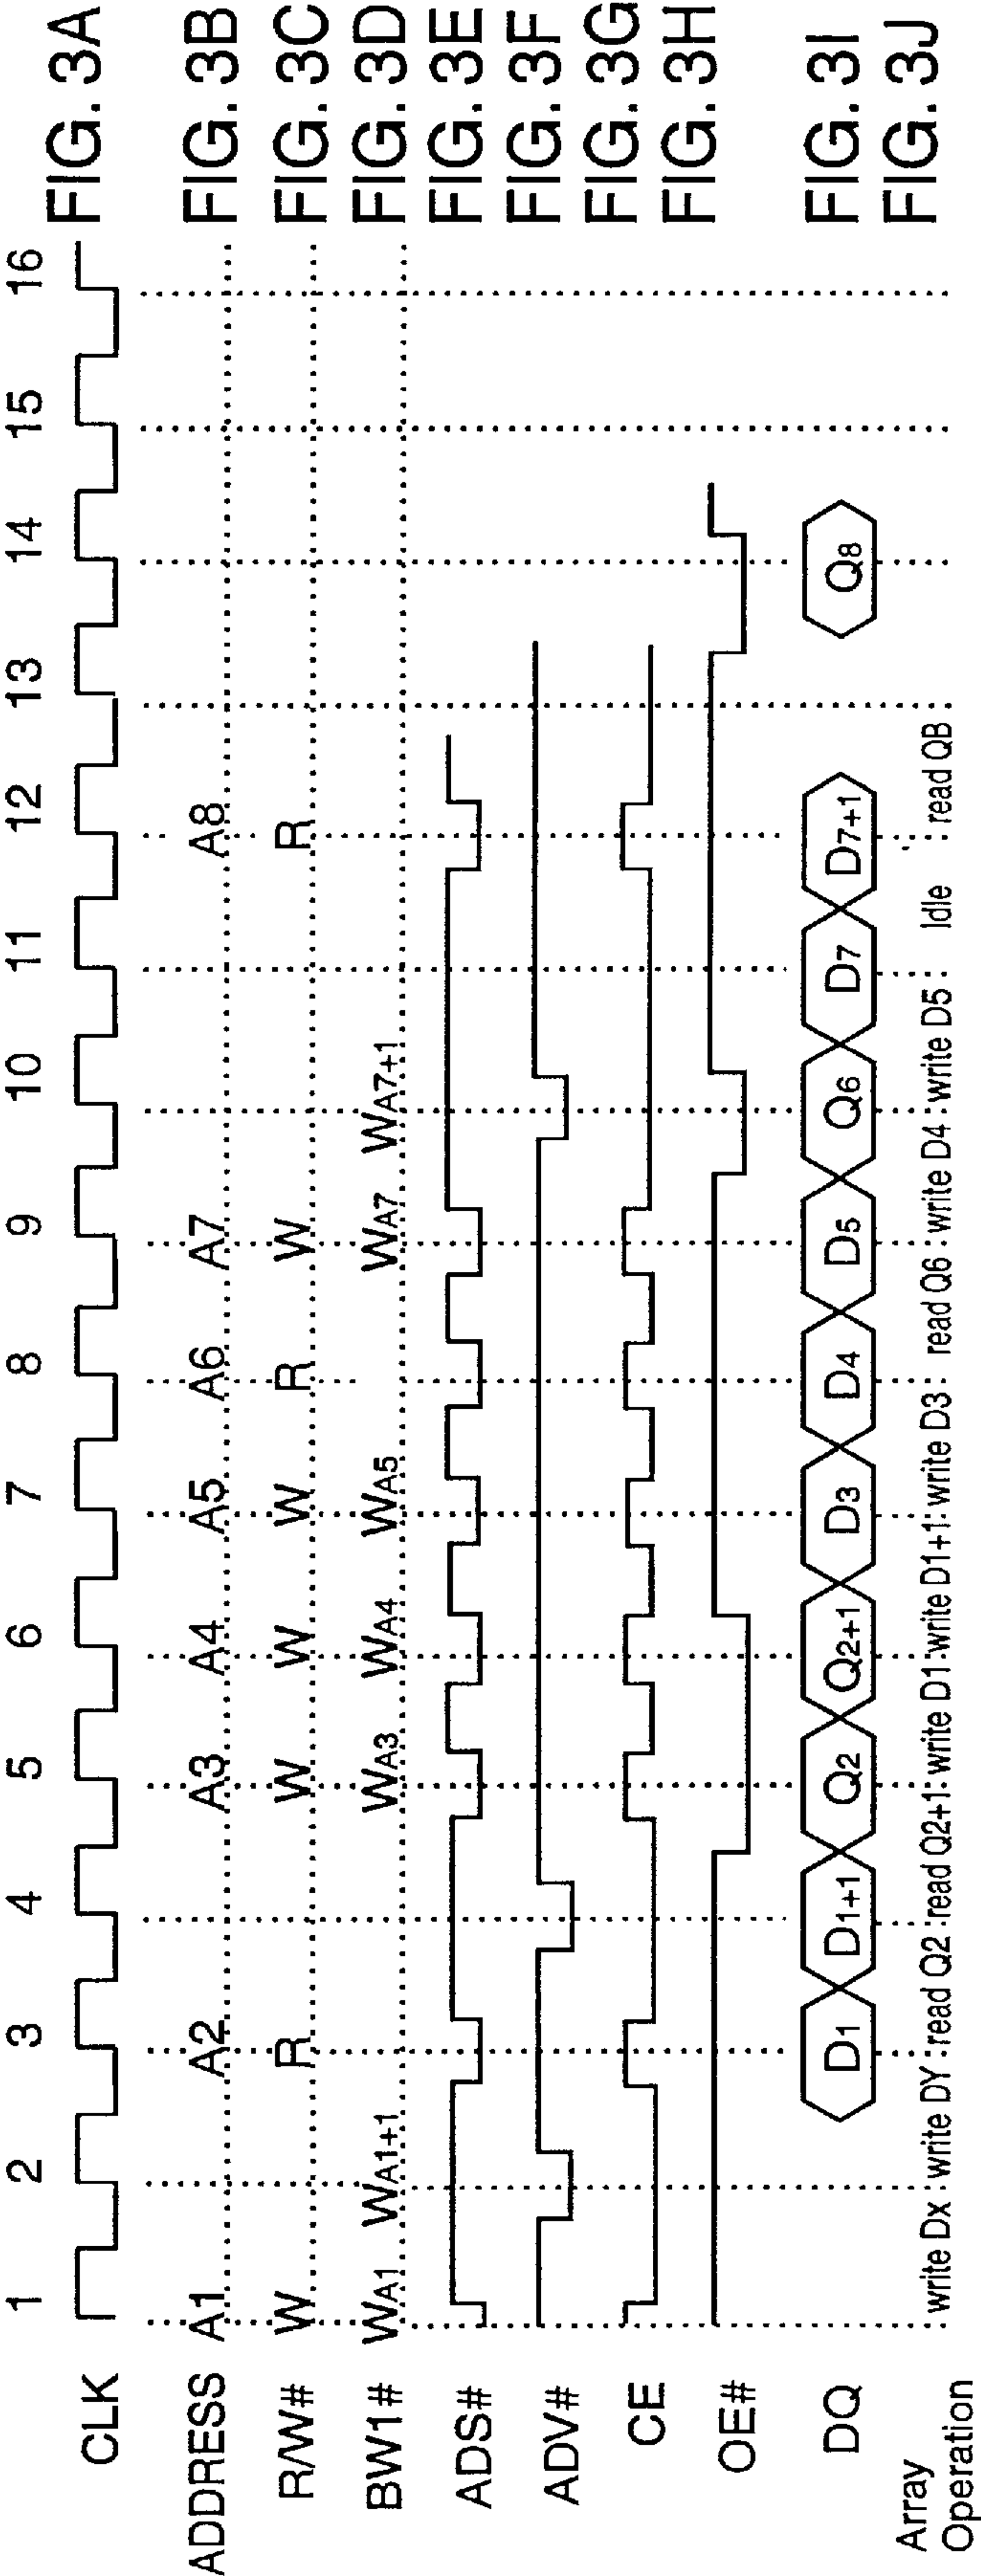 1 2 3 4 5 6 7 8 9 10 11 12 13 14 15 16
CLK FIG. 3A
ADDRESS A1 A2 A3 A4 A5 A6 A7 A8 FIG. 3B
R/W# W R W W W R W R FIG. 3C
BW1# WA1 WA1+1 WA3 WA4 WA5 WA7 WA7+1 FIG. 3D
ADS# FIG. 3E
ADV# FIG. 3F
CE FIG. 3G
OE# FIG. 3H
DQ D1 D1+1 Q2 Q2+1 D3 D4 D5 Q6 D7 D7+1 Q8 FIG. 3I
Array
Operation write Dx write DY read Q2 read Q2+1 write D1 write D1+1 write D3 read Q6 write D4 write D5 Idle read QB FIG. 3J